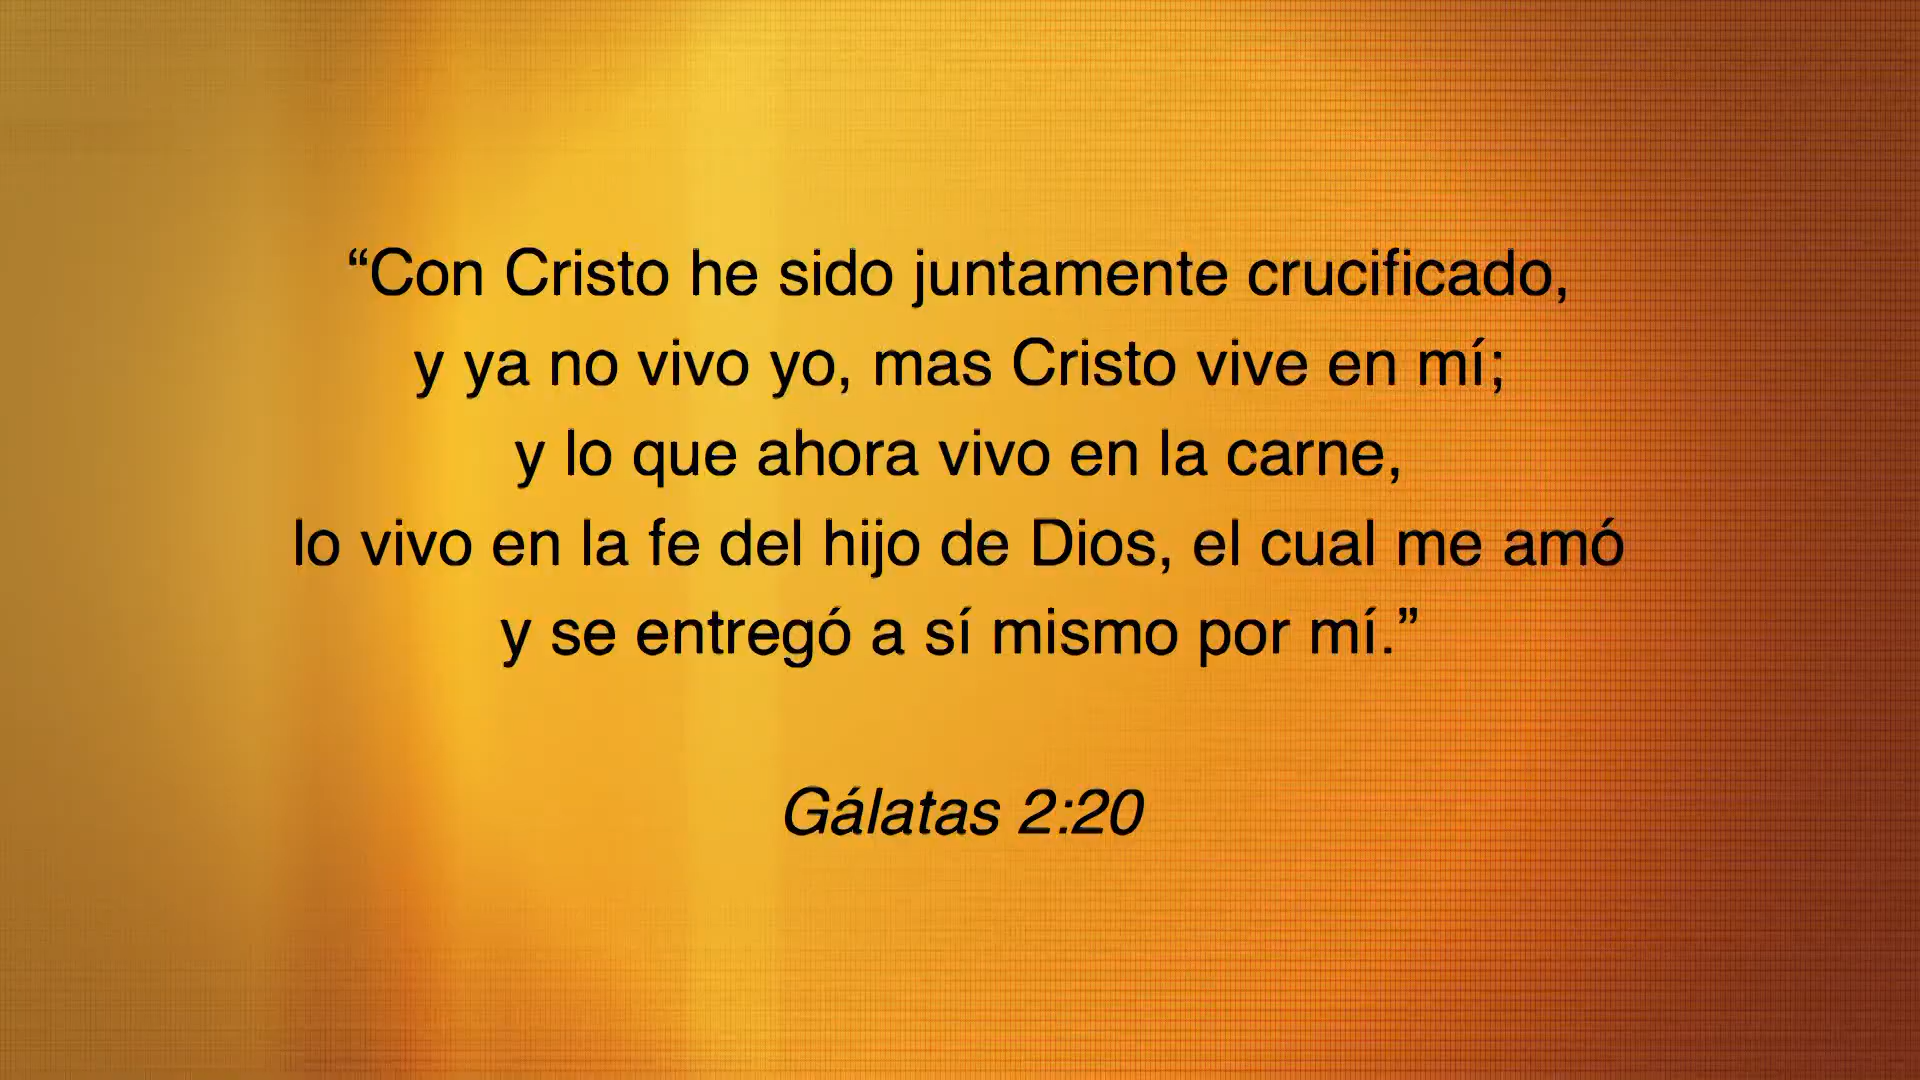 “Con Cristo he sido juntamente crucificado,
y ya no vivo yo, mas Cristo vive en mí;
y lo que ahora vivo en la carne,
lo vivo en la fe del hijo de Dios, el cual me amó
y se entregó a sí mismo por mí.”
Gálatas 2:20